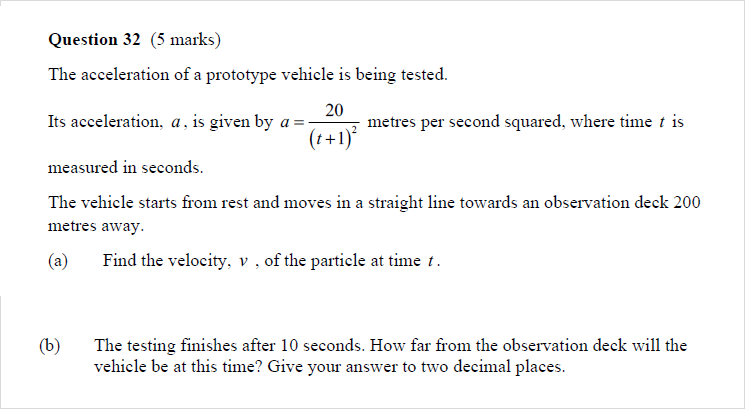 Question 32 (5 marks)
The acceleration of a prototype vehicle is being tested.
Its acceleration, a, is given by a = 20/(t+1)² metres per second squared, where time t is
measured in seconds.
The vehicle starts from rest and moves in a straight line towards an observation deck 200
metres away.
(a) Find the velocity, v , of the particle at time t.
(b) The testing finishes after 10 seconds. How far from the observation deck will the
vehicle be at this time? Give your answer to two decimal places.